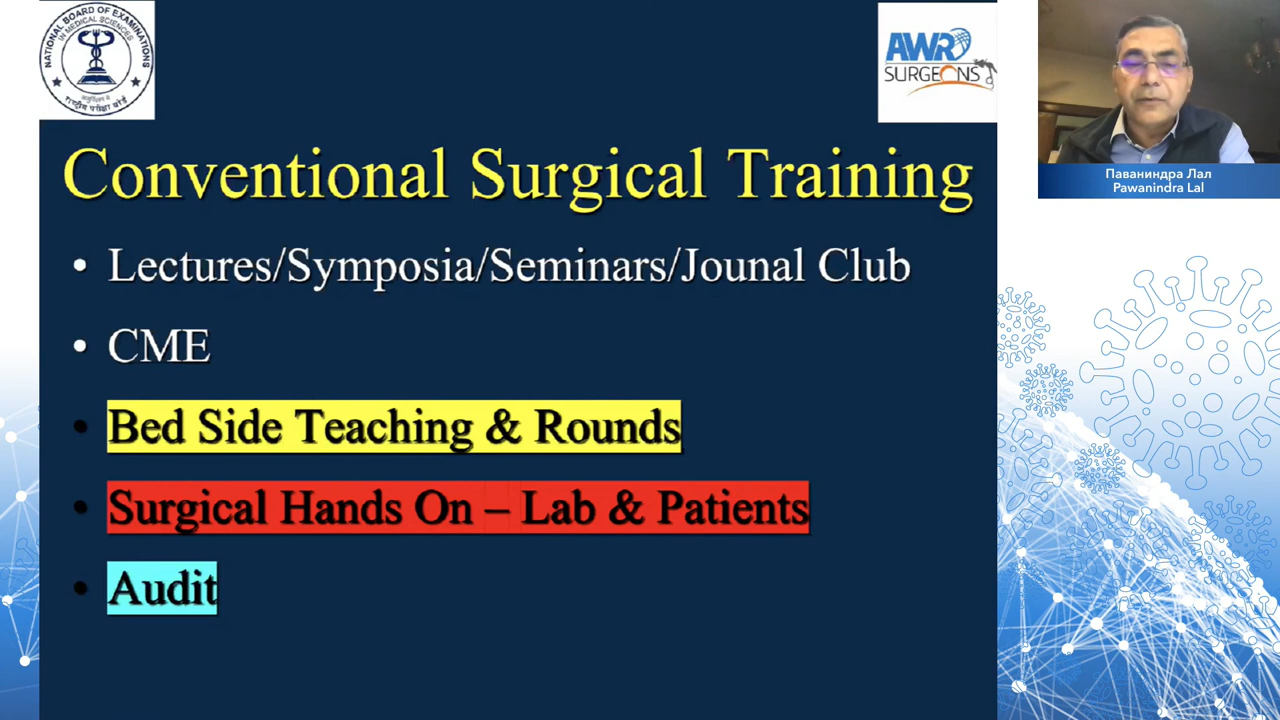 NATIONAL BOARD OF EXAMINATIONS
IN MEDICAL SCIENCES
राष्ट्रीय परीक्षा बोर्ड
AWR
SURGEONS
Conventional Surgical Training
• Lectures/Symposia/Seminars/Jounal Club
• CME
• Bed Side Teaching & Rounds
• Surgical Hands On – Lab & Patients
• Audit
Паваниндра Лал
Pawanindra Lal